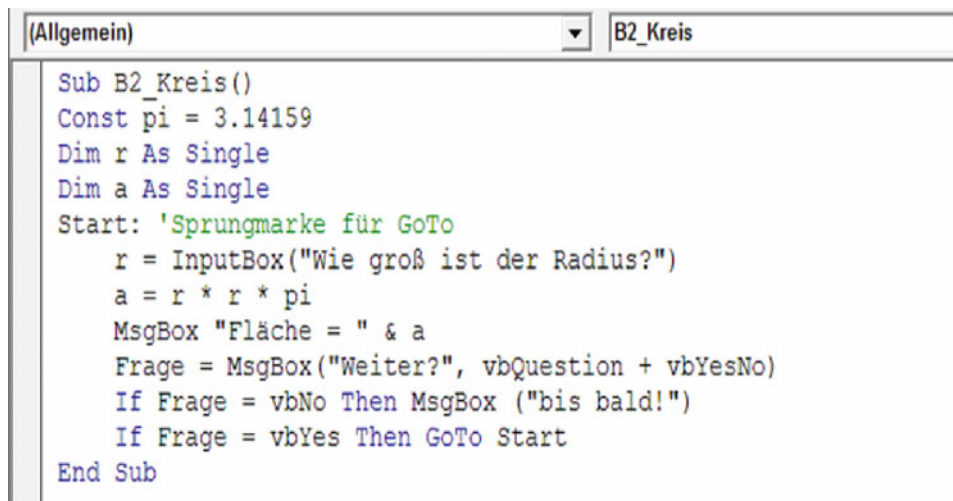 (Allgemein) B2_Kreis
Sub B2_Kreis()
Const pi = 3.14159
Dim r As Single
Dim a As Single
Start: 'Sprungmarke für GoTo
    r = InputBox("Wie groß ist der Radius?")
    a = r * r * pi
    MsgBox "Fläche = " & a
    Frage = MsgBox("Weiter?", vbQuestion + vbYesNo)
    If Frage = vbNo Then MsgBox ("bis bald!")
    If Frage = vbYes Then GoTo Start
End Sub